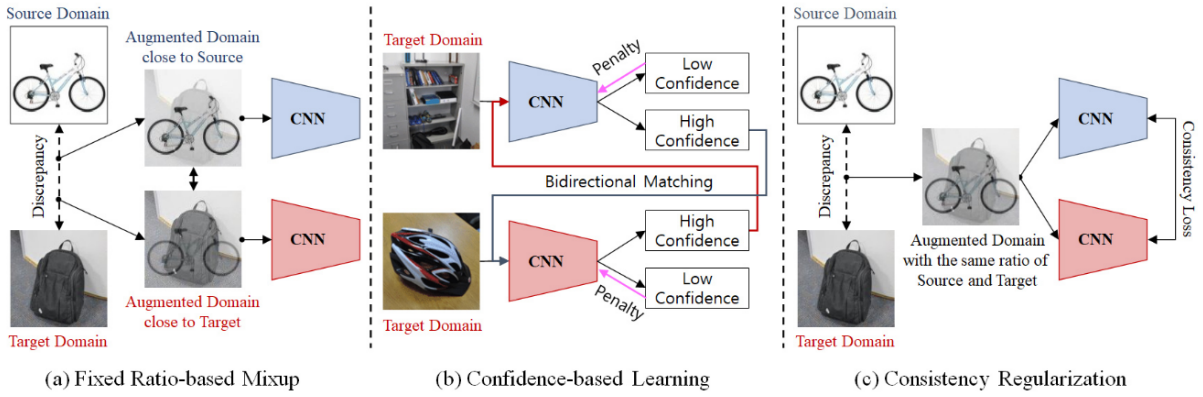 Source Domain
Augmented Domain
close to Source
CNN
Discrepancy
CNN
Augmented Domain
close to Target
Target Domain
(a) Fixed Ratio-based Mixup
Target Domain
CNN
Penalty
Low
Confidence
High
Confidence
Bidirectional Matching
High
Confidence
CNN
Low
Confidence
Penalty
Target Domain
(b) Confidence-based Learning
Source Domain
CNN
Discrepancy
Consistency Loss
CNN
Augmented Domain
with the same ratio of
Source and Target
Target Domain
(c) Consistency Regularization